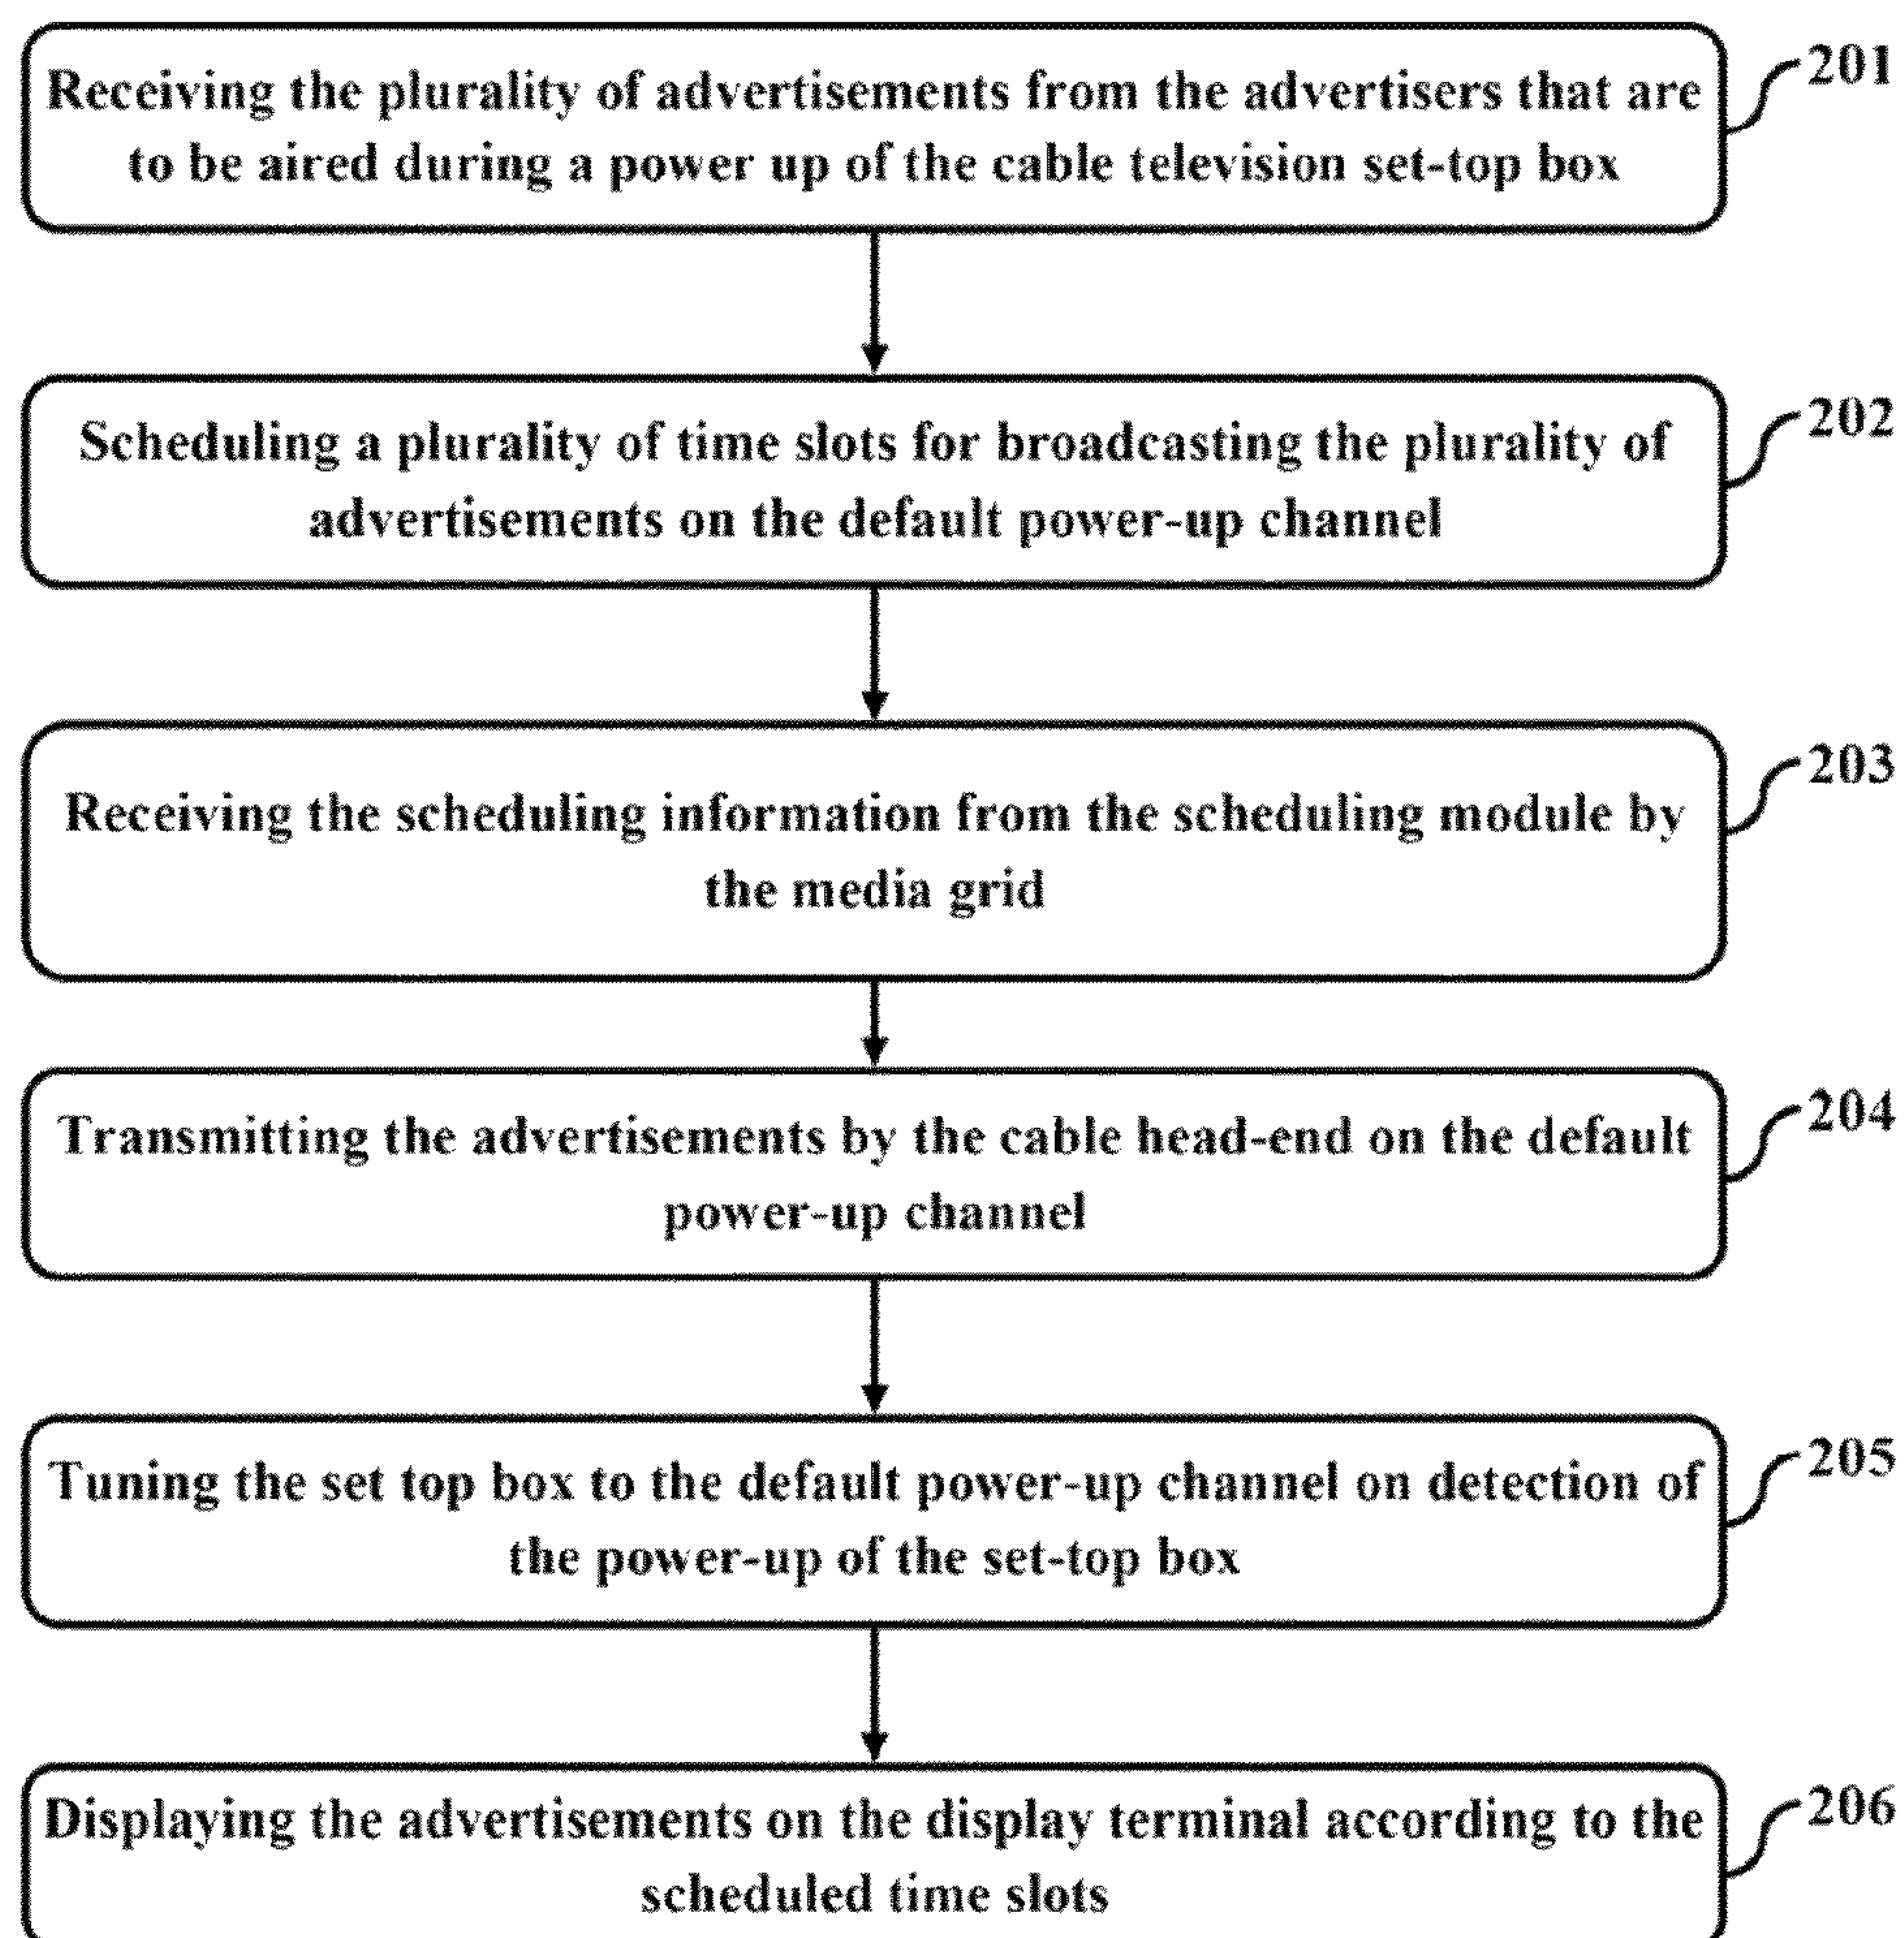 Receiving the plurality of advertisements from the advertisers that are
to be aired during a power up of the cable television set-top box
201
Scheduling a plurality of time slots for broadcasting the plurality of
advertisements on the default power-up channel
202
Receiving the scheduling information from the scheduling module by
the media grid
203
Transmitting the advertisements by the cable head-end on the default
power-up channel
204
Tuning the set top box to the default power-up channel on detection of
the power-up of the set-top box
205
Displaying the advertisements on the display terminal according to the
scheduled time slots
206